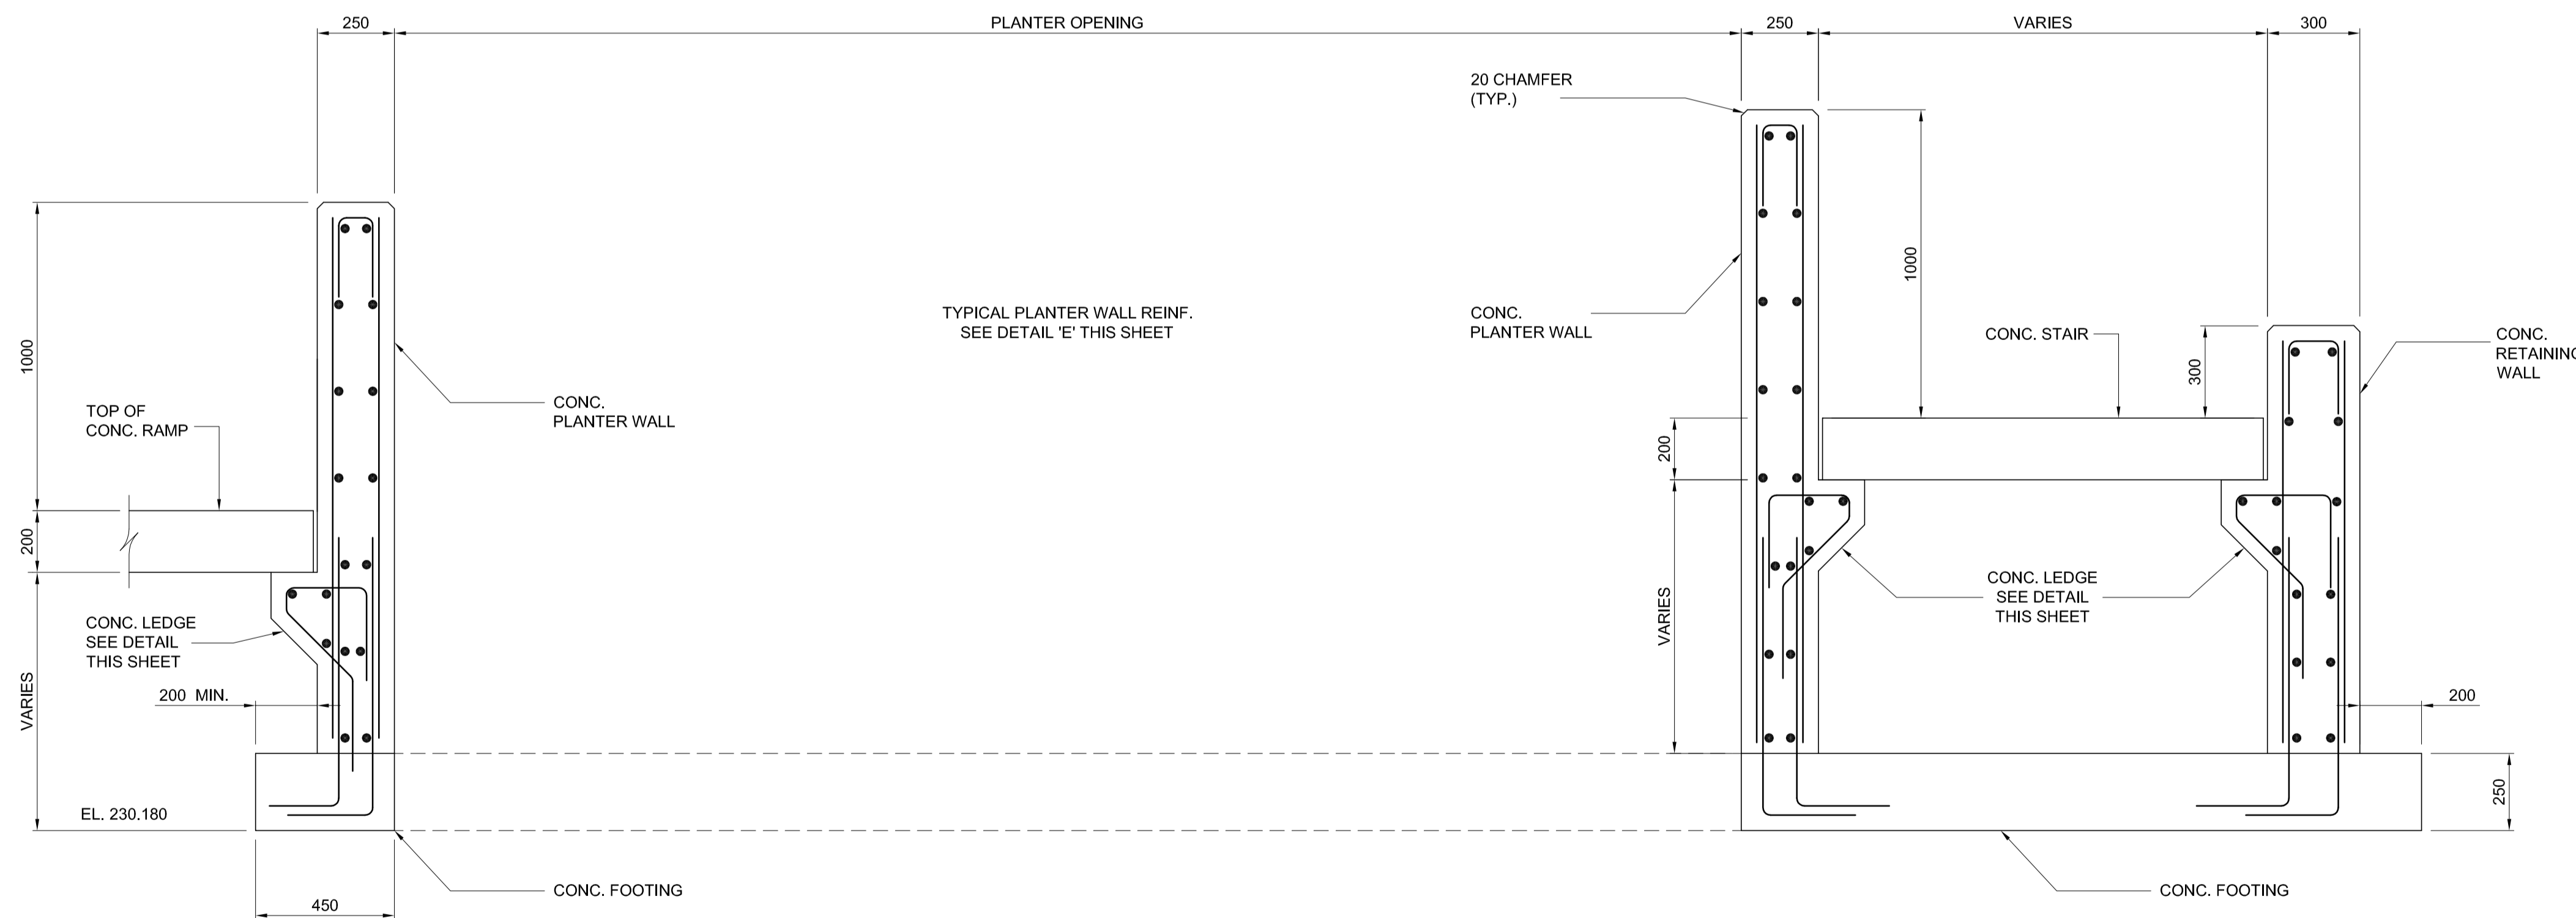 250
PLANTER OPENING
250
VARIES
300
20 CHAMFER
(TYP.)
1000
1000
TYPICAL PLANTER WALL REINF.
SEE DETAIL 'E' THIS SHEET
CONC.
PLANTER WALL
CONC. STAIR
300
CONC.
RETAINING
WALL
TOP OF
CONC. RAMP
CONC.
PLANTER WALL
200
200
CONC. LEDGE
SEE DETAIL
THIS SHEET
CONC. LEDGE
SEE DETAIL
THIS SHEET
VARIES
VARIES
200 MIN.
200
EL. 230.180
250
CONC. FOOTING
CONC. FOOTING
450